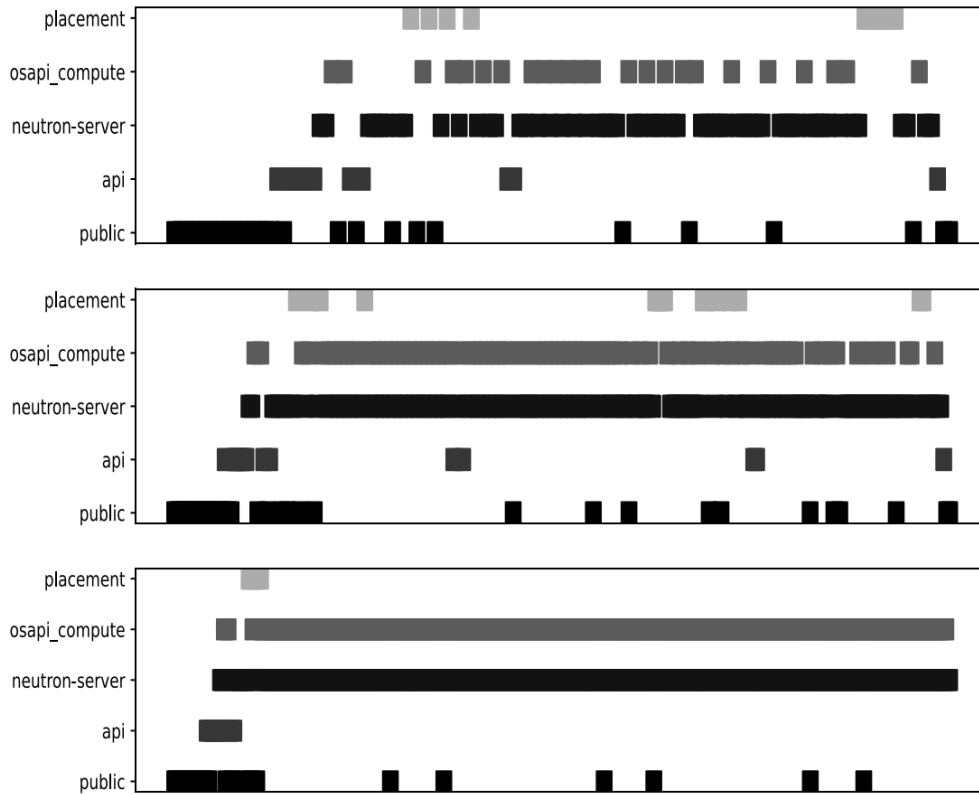 placement
osapi_compute
neutron-server
api
public
placement
osapi_compute
neutron-server
api
public
placement
osapi_compute
neutron-server
api
public